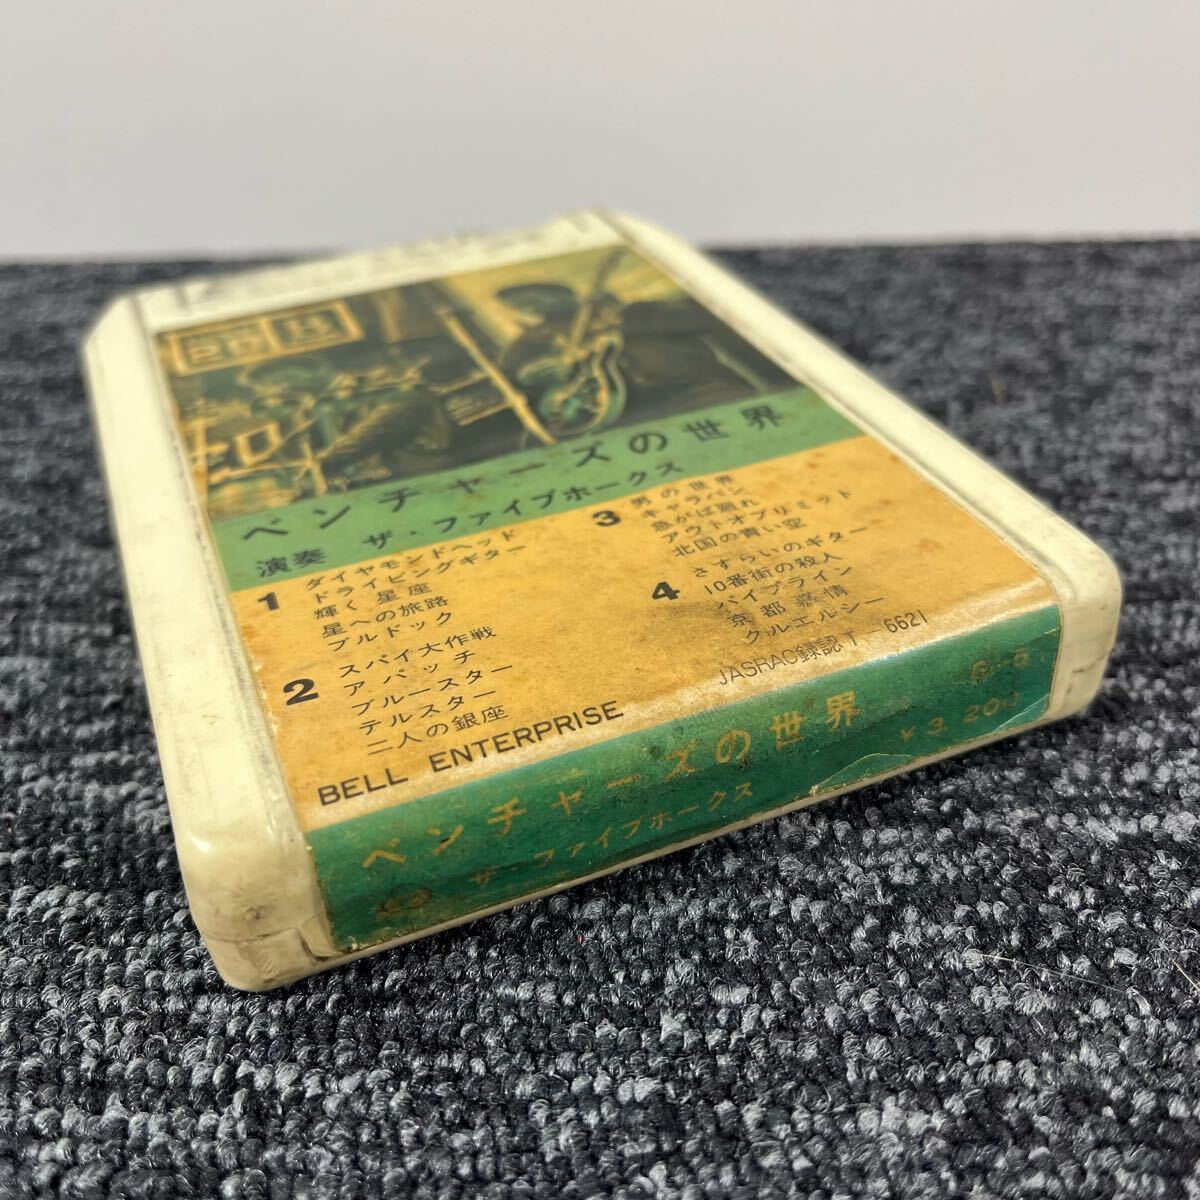 ベンチャーズの世界
演奏 ザ・ファイブホークス
1
ダイヤモンドヘッド
ドライビングギター
輝く星座
星への旅路
ブルドック
2
スパイ大作戦
アパッチ
ブルースター
テルスター
二人の銀座
3
男の世界
キャラバン
急がば廻れ
アウトオブリミット
北国の青い空
4
さすらいのギター
10番街の殺人
パイプライン
京都慕情
クルエルシー
BELL ENTERPRISE
JASRAC録認T-6621
ベンチャーズの世界
ザ・ファイブホークス
¥3,200